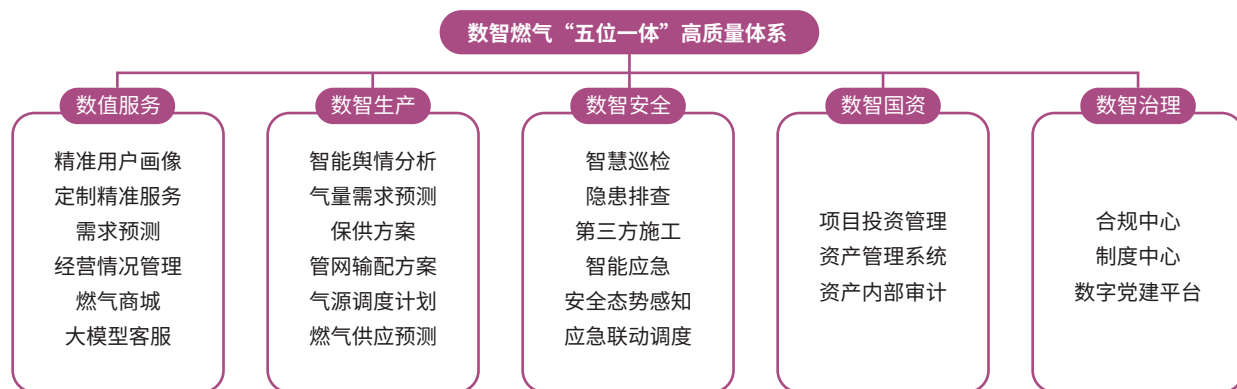 数智燃气“五位一体”高质量体系
数值服务
精准用户画像
定制精准服务
需求预测
经营情况管理
燃气商城
大模型客服
数智生产
智能舆情分析
气量需求预测
保供方案
管网输配方案
气源调度计划
燃气供应预测
数智安全
智慧巡检
隐患排查
第三方施工
智能应急
安全态势感知
应急联动调度
数智国资
项目投资管理
资产管理系统
资产内部审计
数智治理
合规中心
制度中心
数字党建平台